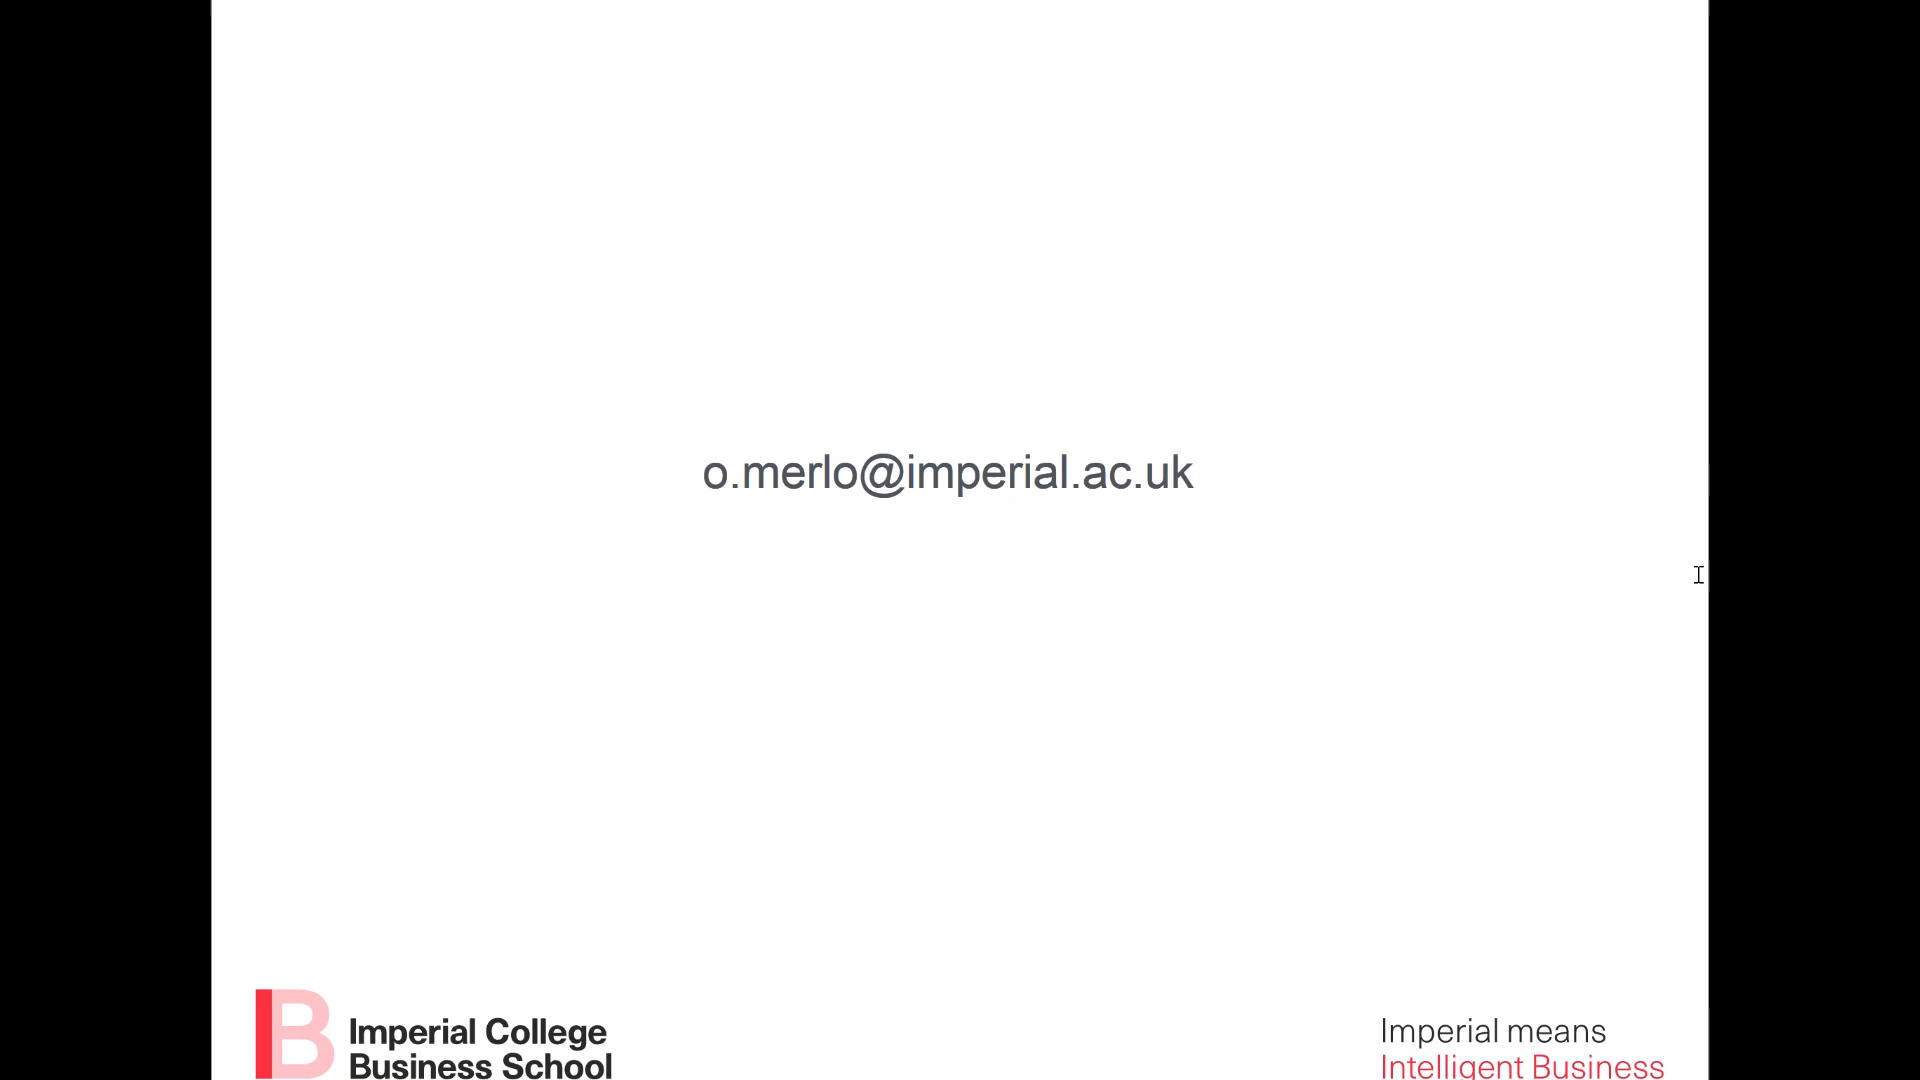 o.merlo@imperial.ac.uk
B
Imperial College
Business School
Imperial means
Intelligent Business